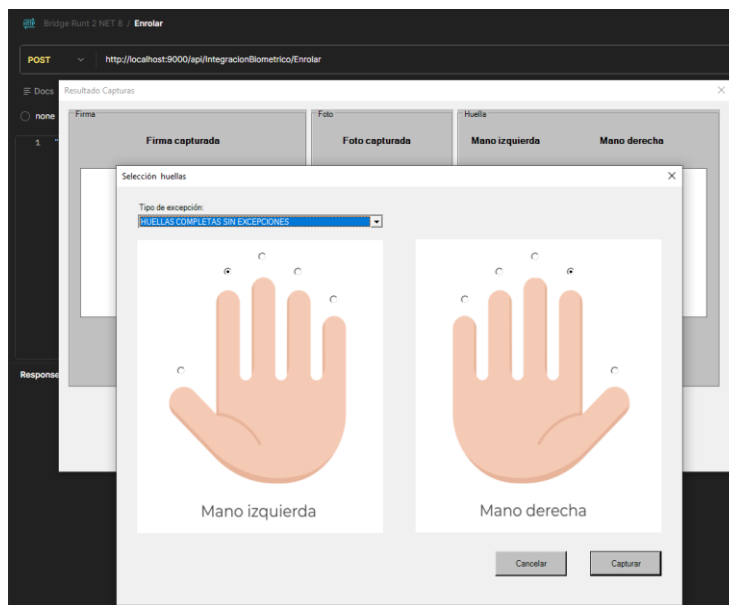 HTTP Bridge Runt 2 NET 8 / Enrolar
POST http://localhost:9000/api/IntegracionBiometrico/Enrolar
Docs Resultado Capturas
none Firma Foto Huella
Firma capturada Foto capturada Mano izquierda Mano derecha
1 "
Selección huellas
Tipo de excepción:
HUELLAS COMPLETAS SIN EXCEPCIONES
Response
Mano izquierda Mano derecha
Cancelar Capturar